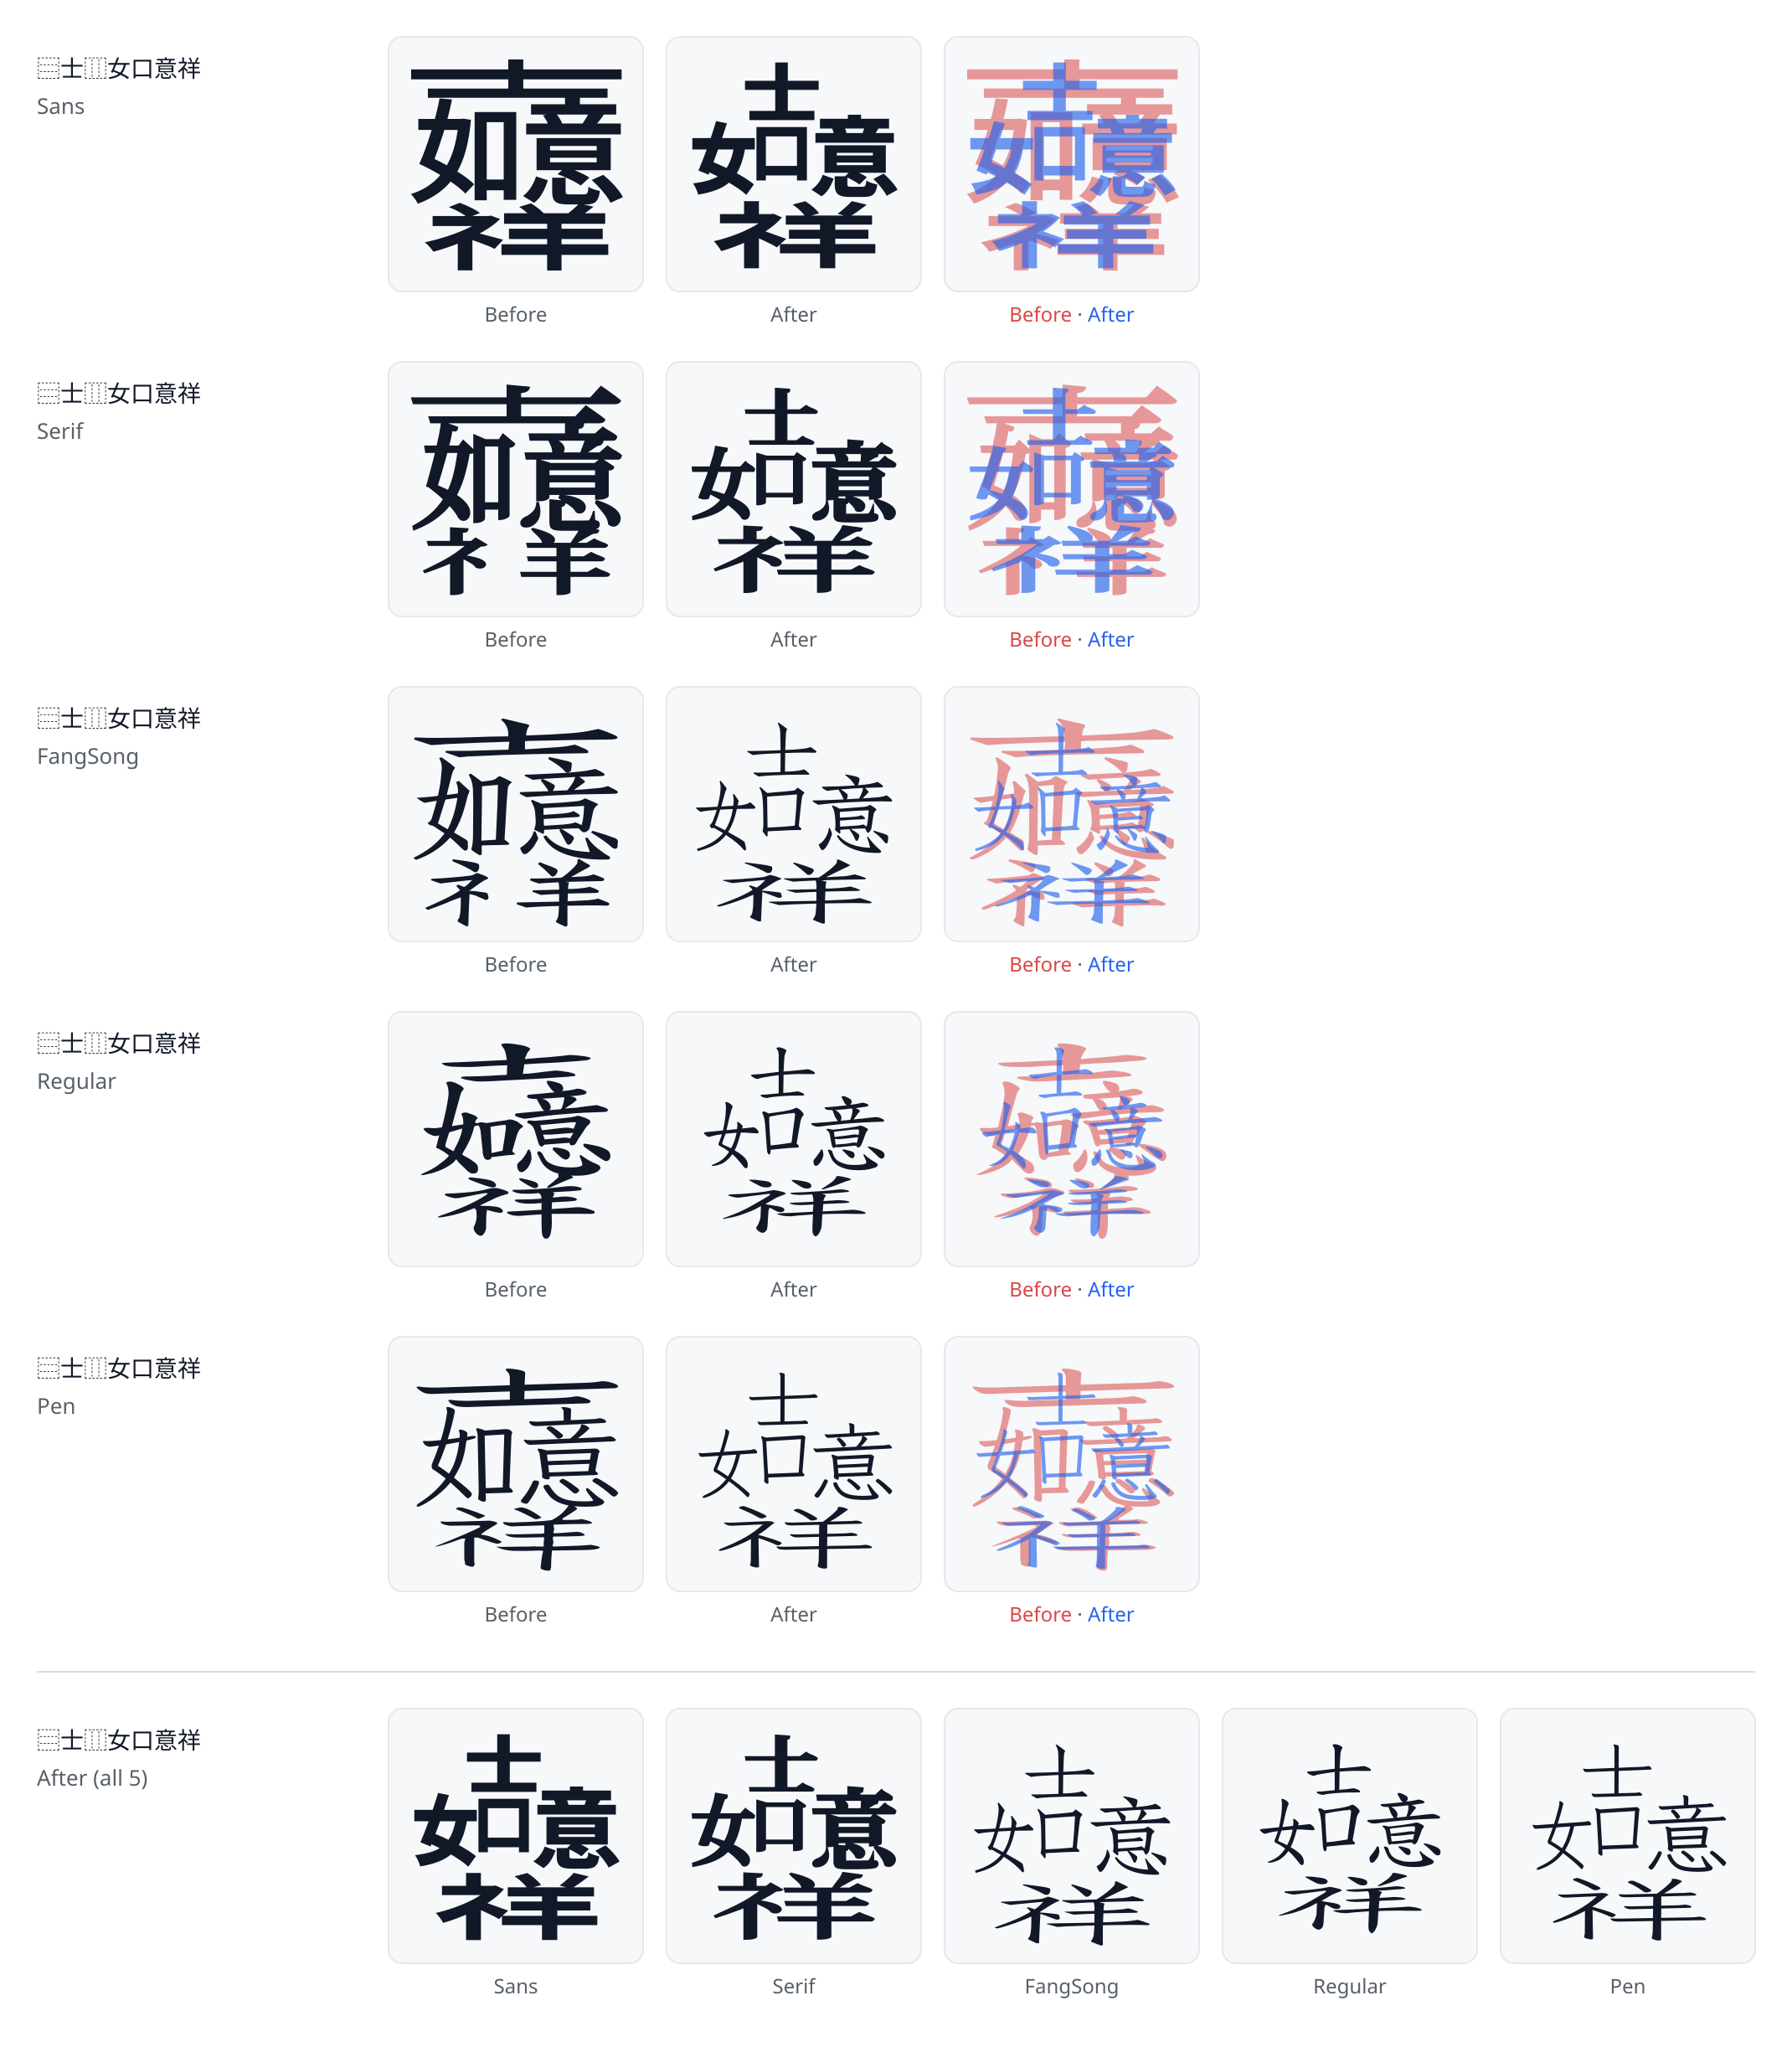 ⿳士⿲女口意祥
Sans
Before
After
Before · After
⿳士⿲女口意祥
Serif
Before
After
Before · After
⿳士⿲女口意祥
FangSong
Before
After
Before · After
⿳士⿲女口意祥
Regular
Before
After
Before · After
⿳士⿲女口意祥
Pen
Before
After
Before · After
⿳士⿲女口意祥
After (all 5)
Sans
Serif
FangSong
Regular
Pen